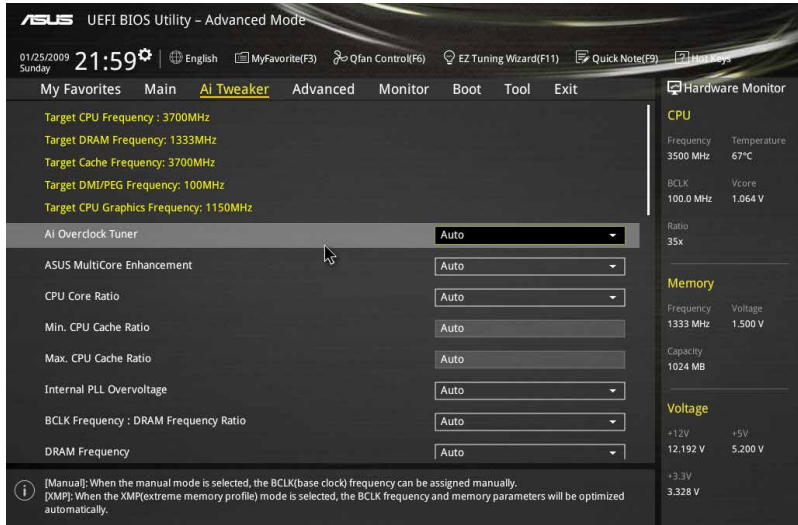 ASUS UEFI BIOS Utility – Advanced Mode
01/25/2009 Sunday 21:59 English MyFavorite(F3) Qfan Control(F6) EZ Tuning Wizard(F11) Quick Note(F9) Hot Keys
My Favorites Main Ai Tweaker Advanced Monitor Boot Tool Exit
Target CPU Frequency : 3700MHz
Target DRAM Frequency: 1333MHz
Target Cache Frequency: 3700MHz
Target DMI/PEG Frequency: 100MHz
Target CPU Graphics Frequency: 1150MHz
Ai Overclock Tuner Auto
ASUS MultiCore Enhancement Auto
CPU Core Ratio Auto
Min. CPU Cache Ratio Auto
Max. CPU Cache Ratio Auto
Internal PLL Overvoltage Auto
BCLK Frequency : DRAM Frequency Ratio Auto
DRAM Frequency Auto
[Manual]: When the manual mode is selected, the BCLK(base clock) frequency can be assigned manually.
[XMP]: When the XMP(extreme memory profile) mode is selected, the BCLK frequency and memory parameters will be optimized
automatically.
Hardware Monitor
CPU
Frequency Temperature
3500 MHz 67°C
BCLK Vcore
100.0 MHz 1.064 V
Ratio
35x
Memory
Frequency Voltage
1333 MHz 1.500 V
Capacity
1024 MB
Voltage
+12V +5V
12.192 V 5.200 V
+3.3V
3.328 V